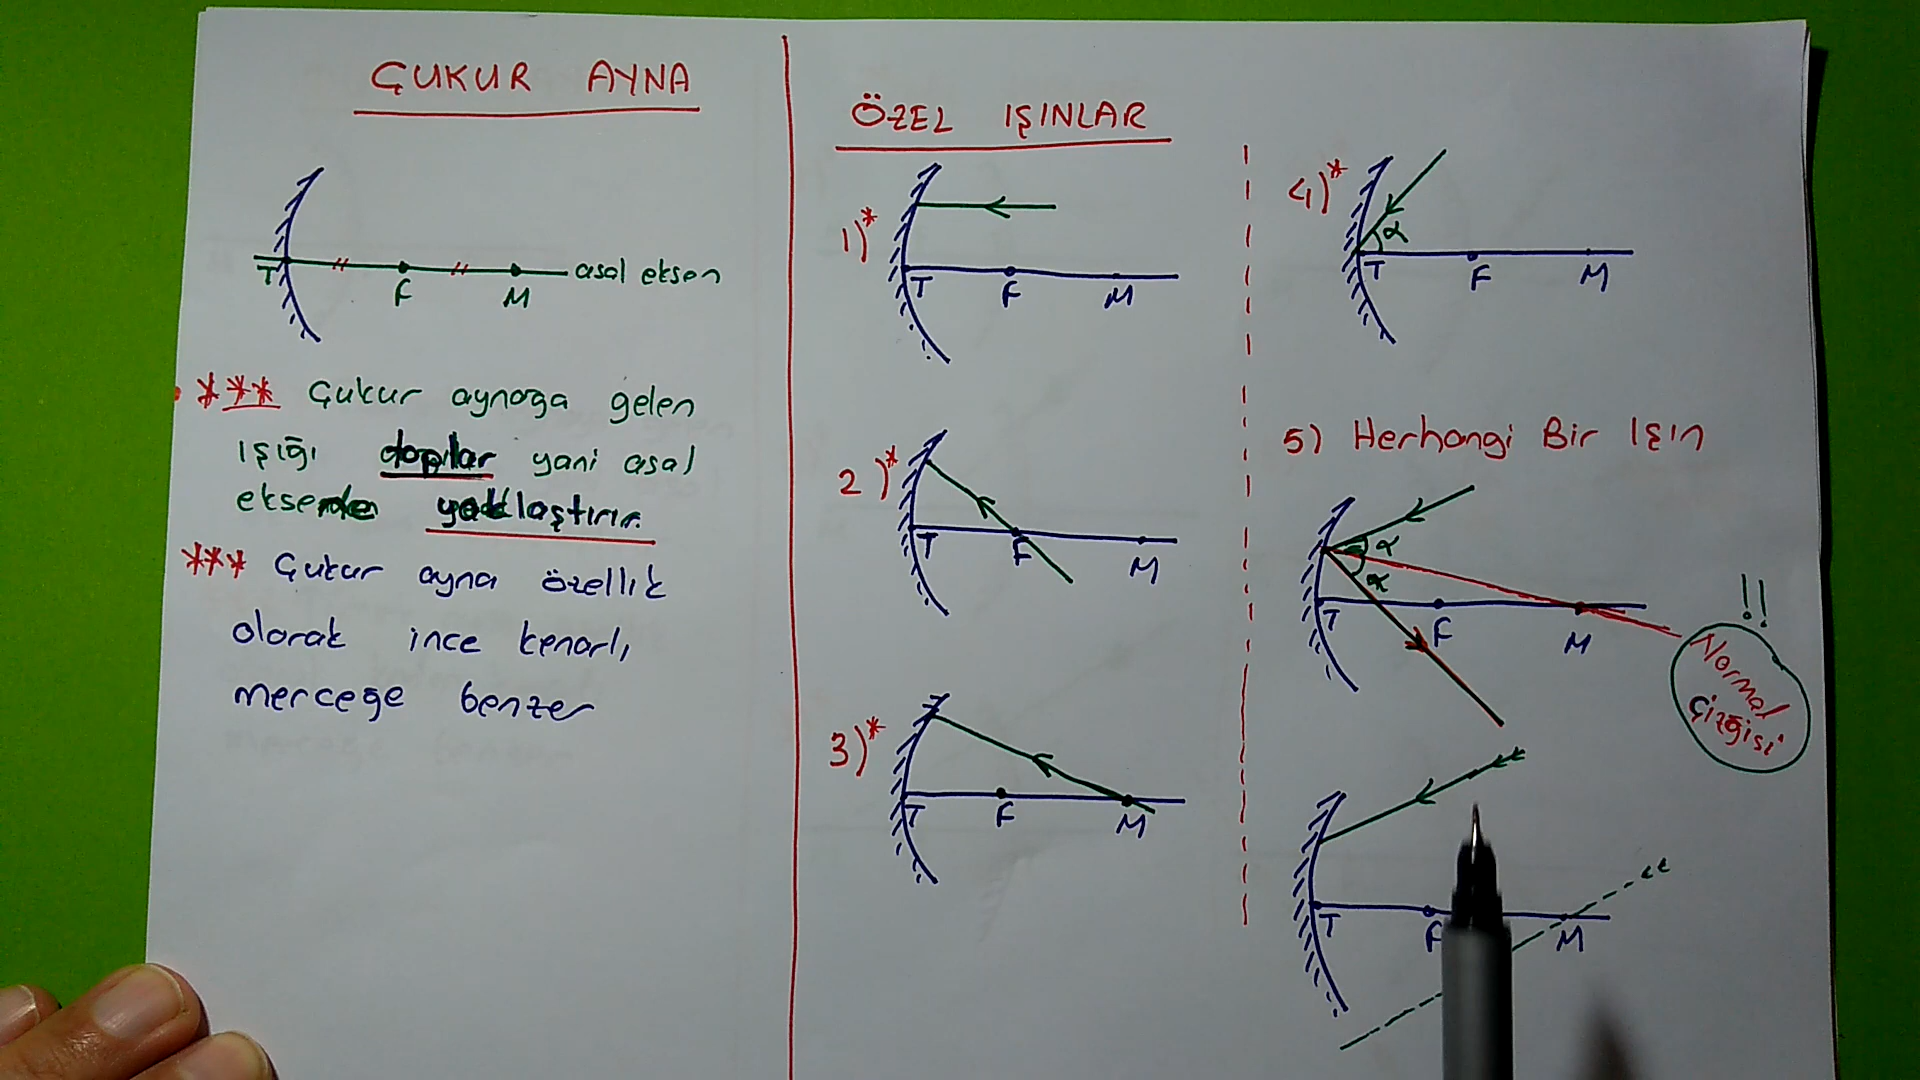 ÇUKUR AYNA
T F M asal eksen
*** Çukur aynaya gelen
ışığı toplar yani asal
eksene yaklaştırır.
*** Çukur ayna özellik
olarak ince kenarlı
merceğe benzer
ÖZEL IŞINLAR
1)*
T F M
2)*
T F M
3)*
T F M
4)*
α
T F M
5) Herhangi Bir Işın
α
α
T F M
!!
Normal
Çizgisi
T F M